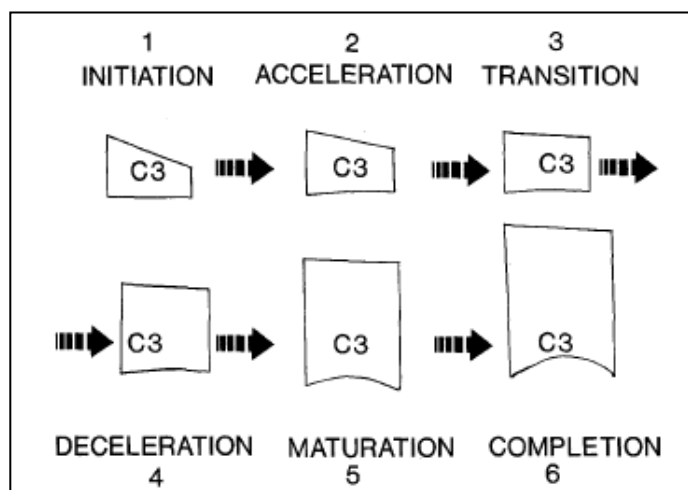 1 2 3
INITIATION ACCELERATION TRANSITION
C3 C3 C3
C3 C3 C3
DECELERATION MATURATION COMPLETION
4 5 6